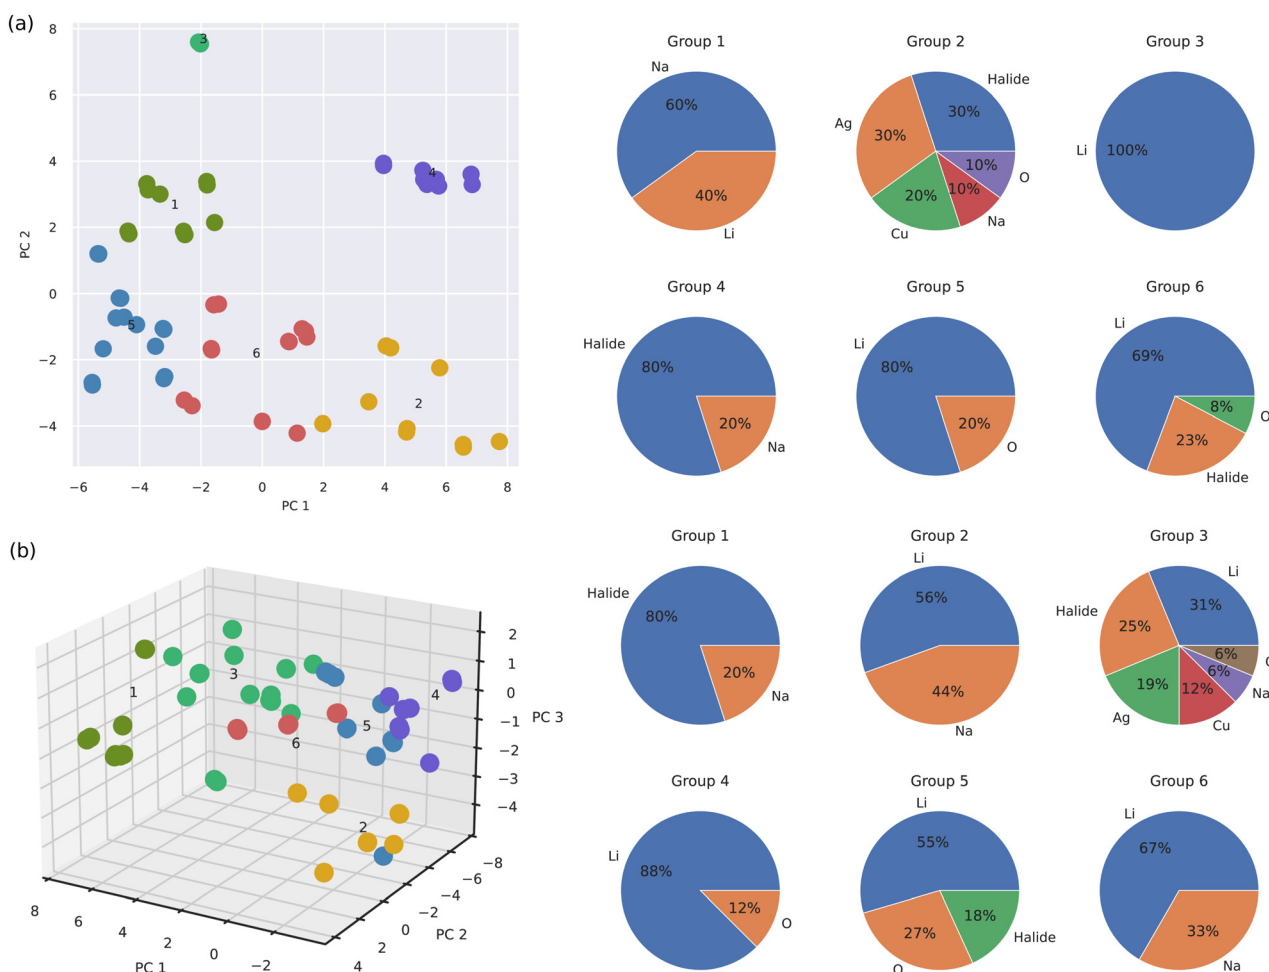 (a)
8
6
4
2
0
−2
−4
PC 2
−6
−4
−2
0
2
4
6
8
PC 1
3
4
1
5
6
2
Group 1
Na
60%
40%
Li
Group 2
Halide
30%
Ag
30%
20%
Cu
10%
Na
10%
O
Group 3
Li
100%
Group 4
Halide
80%
20%
Na
Group 5
Li
80%
20%
O
Group 6
Li
69%
8%
O
23%
Halide
(b)
2
1
0
−1
−2
−3
−4
PC 3
−8
−6
−4
−2
0
2
4
PC 2
8
6
4
2
0
−2
PC 1
1
3
4
5
6
2
Group 1
Halide
80%
20%
Na
Group 2
Li
56%
44%
Na
Group 3
Li
31%
Halide
25%
19%
Ag
12%
Cu
6%
Na
6%
Group 4
Li
88%
12%
O
Group 5
Li
55%
27%
O
18%
Halide
Group 6
Li
67%
33%
Na